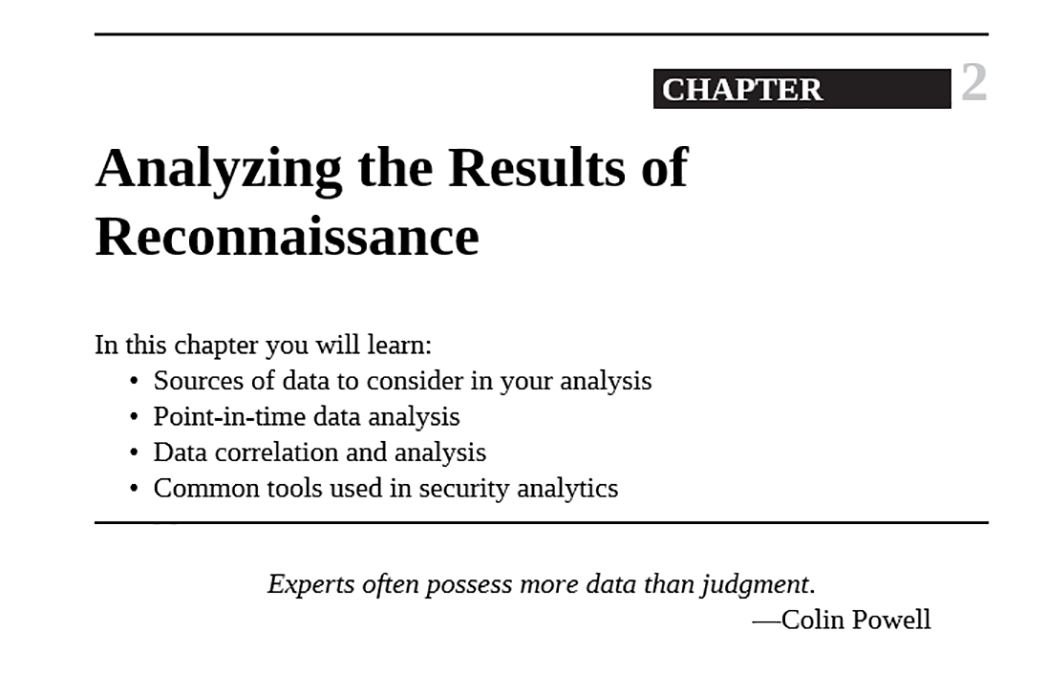 CHAPTER 2
Analyzing the Results of
Reconnaissance
In this chapter you will learn:
• Sources of data to consider in your analysis
• Point-in-time data analysis
• Data correlation and analysis
• Common tools used in security analytics
Experts often possess more data than judgment.
—Colin Powell